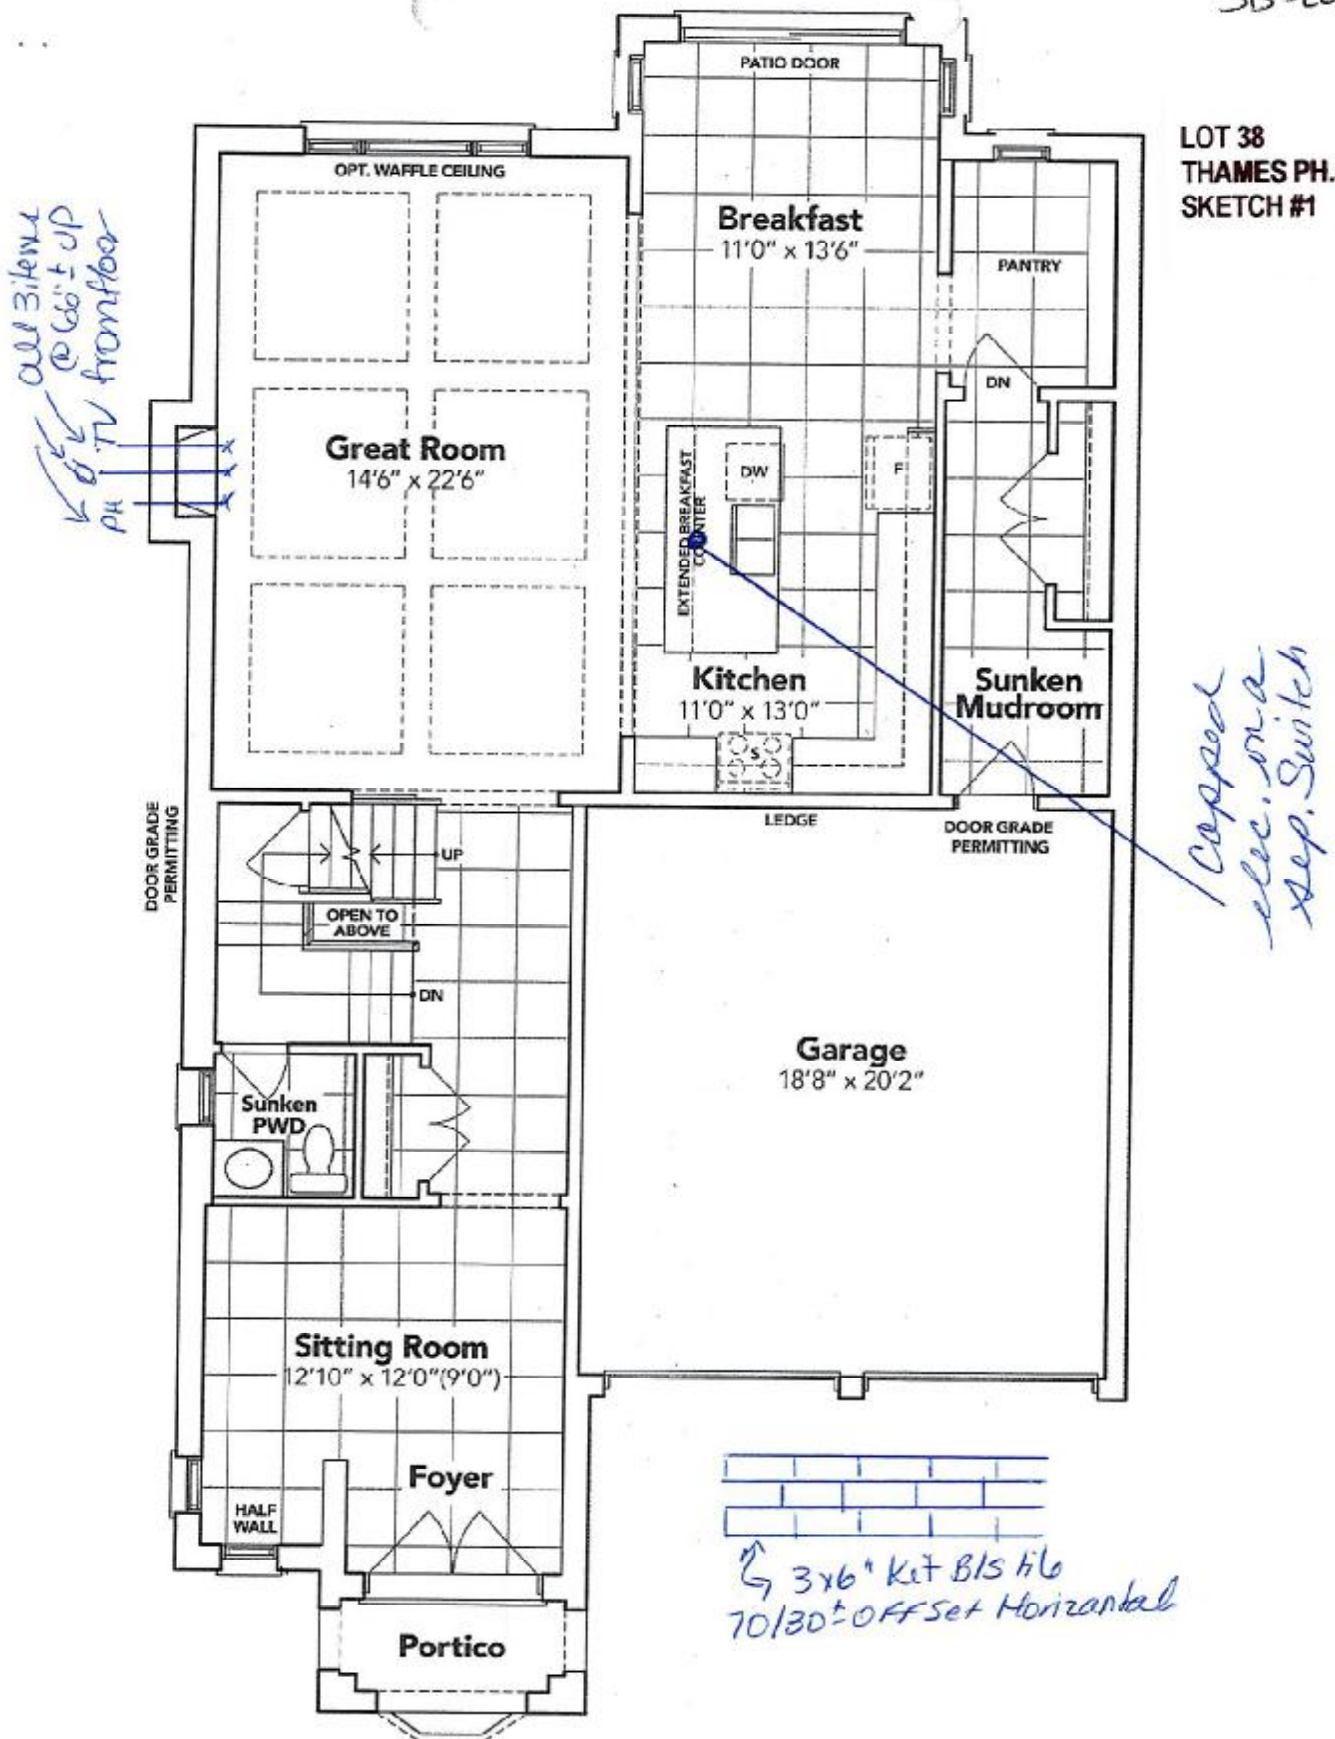 PATIO DOOR
LOT 38
THAMES PH.
SKETCH #1
OPT. WAFFLE CEILING
Breakfast
11'0" x 13'6"
PANTRY
all 3 items
@ 66" ± UP
from floor
TV
PH
DN
Great Room
14'6" x 22'6"
DW
F
EXTENDED BREAKFAST
COUNTER
Kitchen
11'0" x 13'0"
S
Sunken
Mudroom
Capped
elec. on a
sep. Switch
DOOR GRADE
PERMITTING
LEDGE
DOOR GRADE
PERMITTING
UP
OPEN TO
ABOVE
DN
Garage
18'8" x 20'2"
Sunken
PWD
Sitting Room
12'10" x 12'0"(9'0")
Foyer
HALF
WALL
3x6" Kit B/S tile
70/30± OFFSet Horizantal
Portico